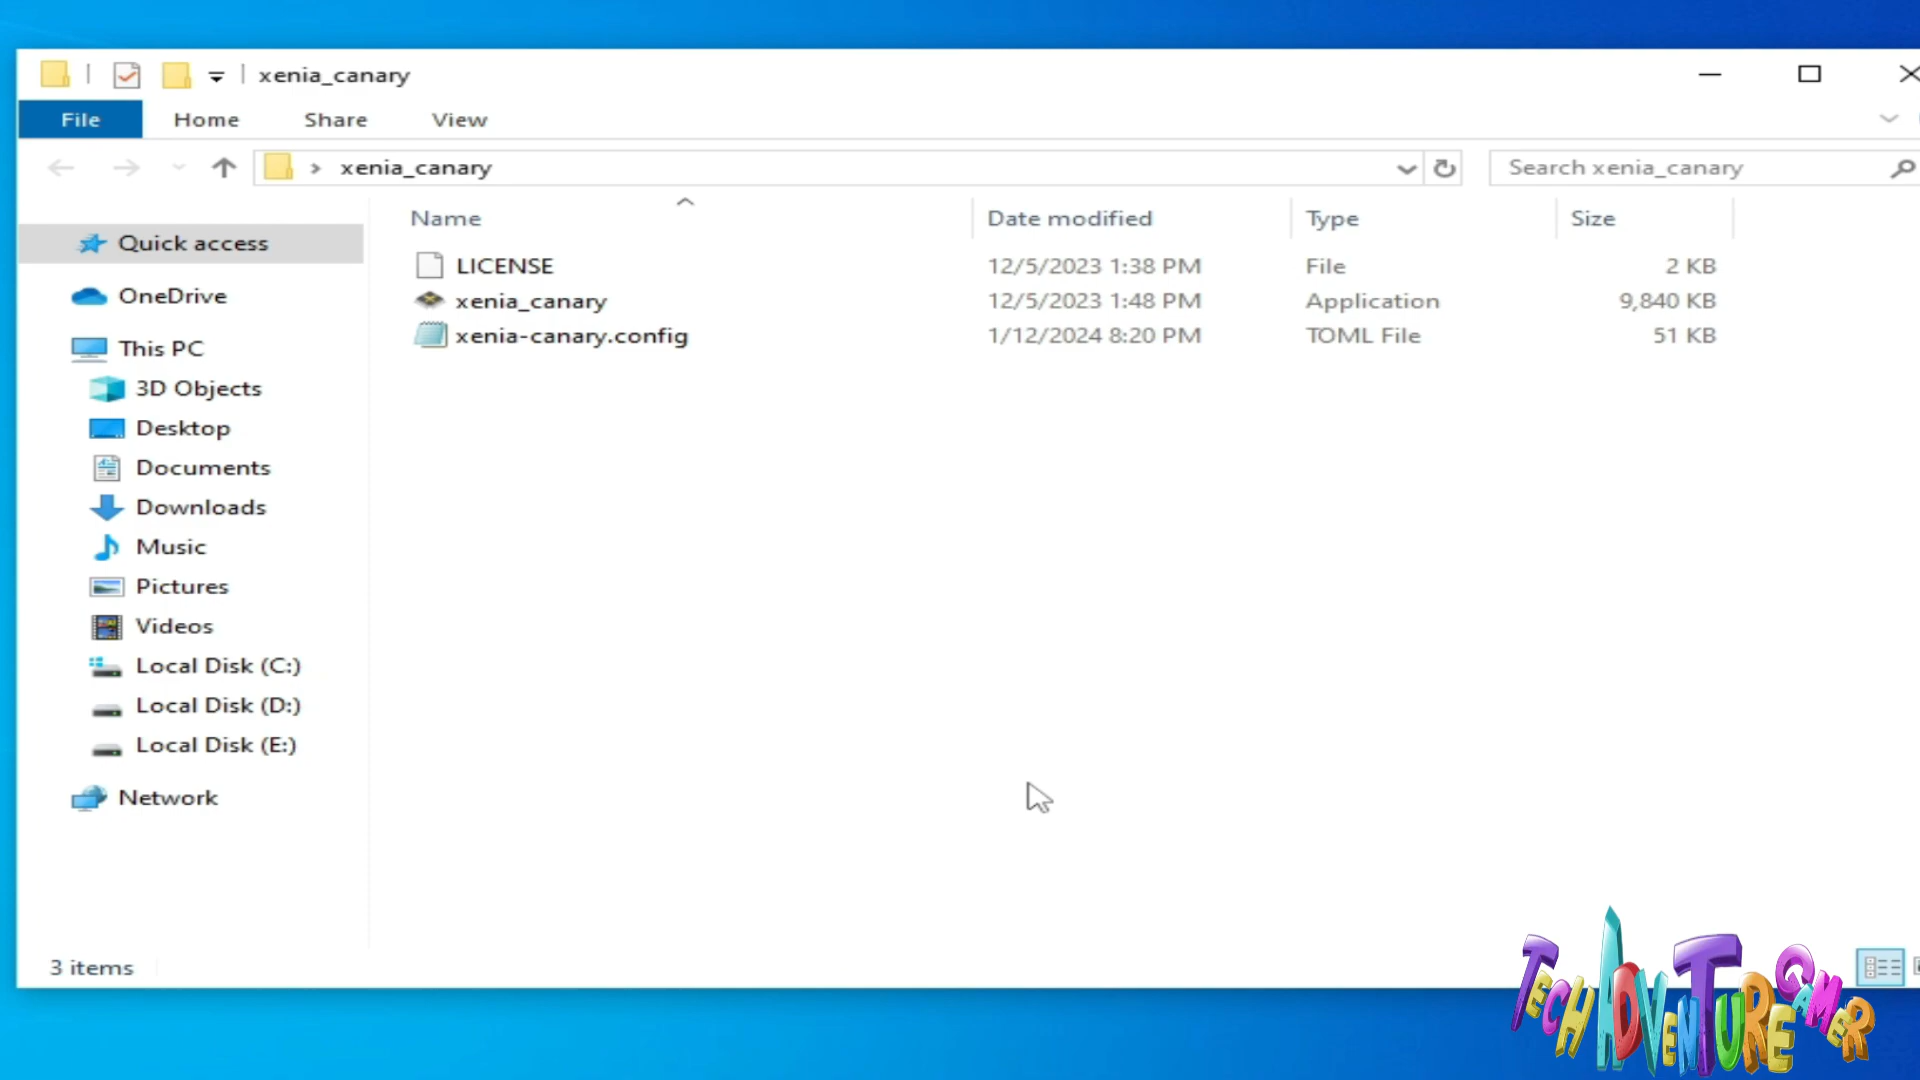 xenia_canary
File Home Share View
xenia_canary
Search xenia_canary
Name Date modified Type Size
Quick access
OneDrive
This PC
3D Objects
Desktop
Documents
Downloads
Music
Pictures
Videos
Local Disk (C:)
Local Disk (D:)
Local Disk (E:)
Network
LICENSE 12/5/2023 1:38 PM File 2 KB
xenia_canary 12/5/2023 1:48 PM Application 9,840 KB
xenia-canary.config 1/12/2024 8:20 PM TOML File 51 KB
3 items
TECH ADVENTURE GAMER